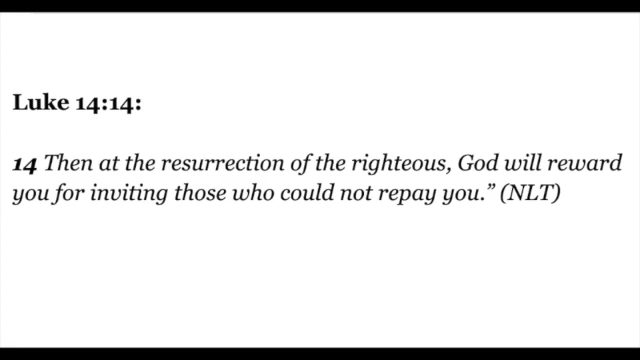 Luke 14:14:
14 Then at the resurrection of the righteous, God will reward
you for inviting those who could not repay you.” (NLT)